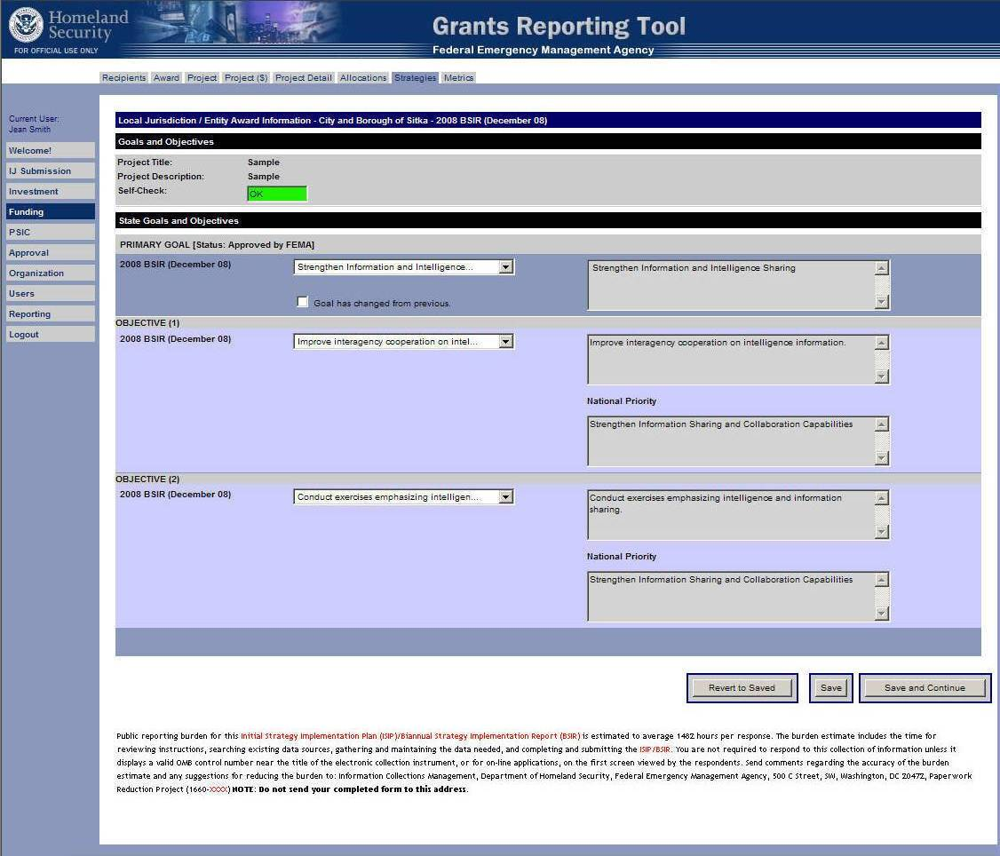 Homeland
Security
FOR OFFICIAL USE ONLY
Grants Reporting Tool
Federal Emergency Management Agency
Recipients Award Project Project ($) Project Detail Allocations Strategies Metrics
Current User:
Jean Smith
Welcome!
IJ Submission
Investment
Funding
PSIC
Approval
Organization
Users
Reporting
Logout
Local Jurisdiction / Entity Award Information - City and Borough of Sitka - 2008 BSIR (December 08)
Goals and Objectives
Project Title: Sample
Project Description: Sample
Self-Check: OK
State Goals and Objectives
PRIMARY GOAL [Status: Approved by FEMA]
2008 BSIR (December 08) Strengthen Information and Intelligence... Strengthen Information and Intelligence Sharing
Goal has changed from previous.
OBJECTIVE (1)
2008 BSIR (December 08) Improve interagency cooperation on intel... Improve interagency cooperation on intelligence information.
National Priority
Strengthen Information Sharing and Collaboration Capabilities
OBJECTIVE (2)
2008 BSIR (December 08) Conduct exercises emphasizing intelligen... Conduct exercises emphasizing intelligence and information
sharing.
National Priority
Strengthen Information Sharing and Collaboration Capabilities
Revert to Saved Save Save and Continue
Public reporting burden for this Initial Strategy Implementation Plan (ISIP)/Biannual Strategy Implementation Report (BSIR) is estimated to average 1482 hours per response. The burden estimate includes the time for
reviewing instructions, searching existing data sources, gathering and maintaining the data needed, and completing and submitting the ISIP/BSIR. You are not required to respond to this collection of information unless it
displays a valid OMB control number near the title of the electronic collection instrument, or for on-line applications, on the first screen viewed by the respondents. Send comments regarding the accuracy of the burden
estimate and any suggestions for reducing the burden to: Information Collections Management, Department of Homeland Security, Federal Emergency Management Agency, 500 C Street, SW, Washington, DC 20472, Paperwork
Reduction Project (1660-XXXX) NOTE: Do not send your completed form to this address.